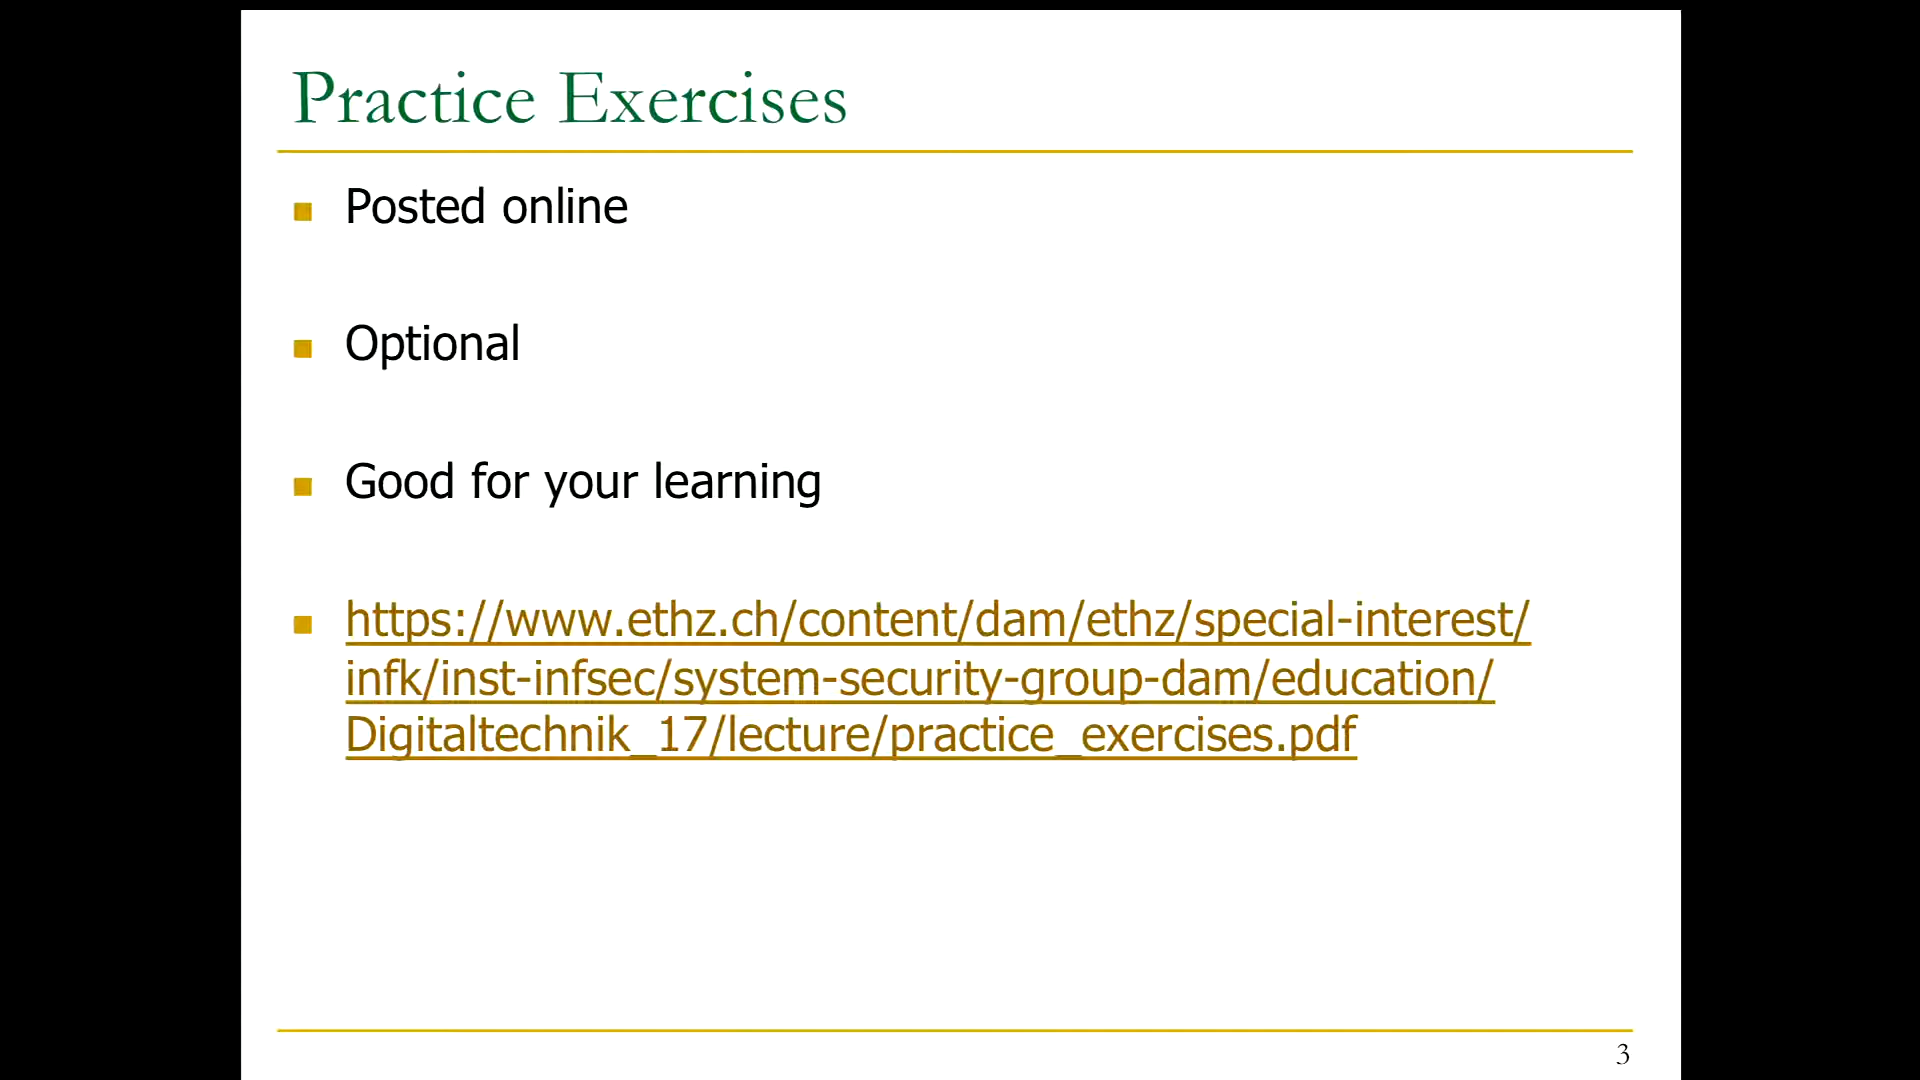 Practice Exercises
Posted online
Optional
Good for your learning
https://www.ethz.ch/content/dam/ethz/special-interest/
infk/inst-infsec/system-security-group-dam/education/
Digitaltechnik_17/lecture/practice_exercises.pdf
3